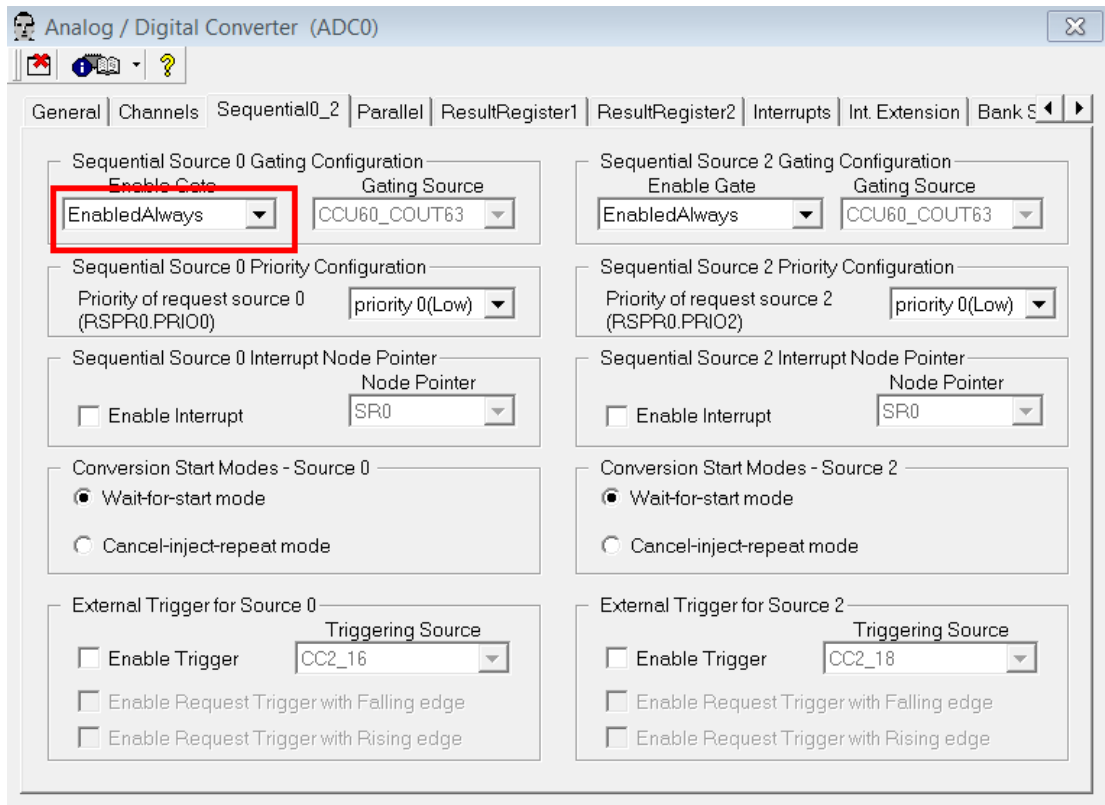 Analog / Digital Converter (ADC0)
General Channels Sequential0_2 Parallel ResultRegister1 ResultRegister2 Interrupts Int. Extension Bank S
Sequential Source 0 Gating Configuration
Enable Gate Gating Source
EnabledAlways CCU60_COUT63
Sequential Source 0 Priority Configuration
Priority of request source 0 priority 0(Low)
(RSPR0.PRIO0)
Sequential Source 0 Interrupt Node Pointer
Node Pointer
Enable Interrupt SR0
Conversion Start Modes - Source 0
Wait-for-start mode
Cancel-inject-repeat mode
External Trigger for Source 0
Triggering Source
Enable Trigger CC2_16
Enable Request Trigger with Falling edge
Enable Request Trigger with Rising edge
Sequential Source 2 Gating Configuration
Enable Gate Gating Source
EnabledAlways CCU60_COUT63
Sequential Source 2 Priority Configuration
Priority of request source 2 priority 0(Low)
(RSPR0.PRIO2)
Sequential Source 2 Interrupt Node Pointer
Node Pointer
Enable Interrupt SR0
Conversion Start Modes - Source 2
Wait-for-start mode
Cancel-inject-repeat mode
External Trigger for Source 2
Triggering Source
Enable Trigger CC2_18
Enable Request Trigger with Falling edge
Enable Request Trigger with Rising edge